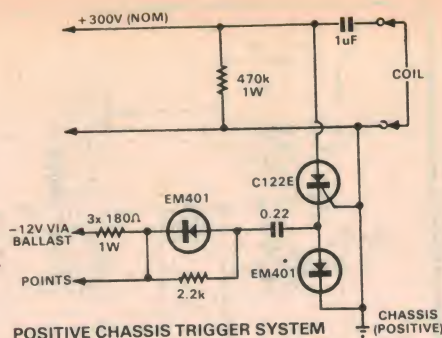 +300V (NOM)
1uF
470k
1W
COIL
C122E
EM401
3x 180Ω
1W
0.22
–12V VIA
BALLAST
EM401
POINTS
2.2k
CHASSIS
(POSITIVE)
POSITIVE CHASSIS TRIGGER SYSTEM